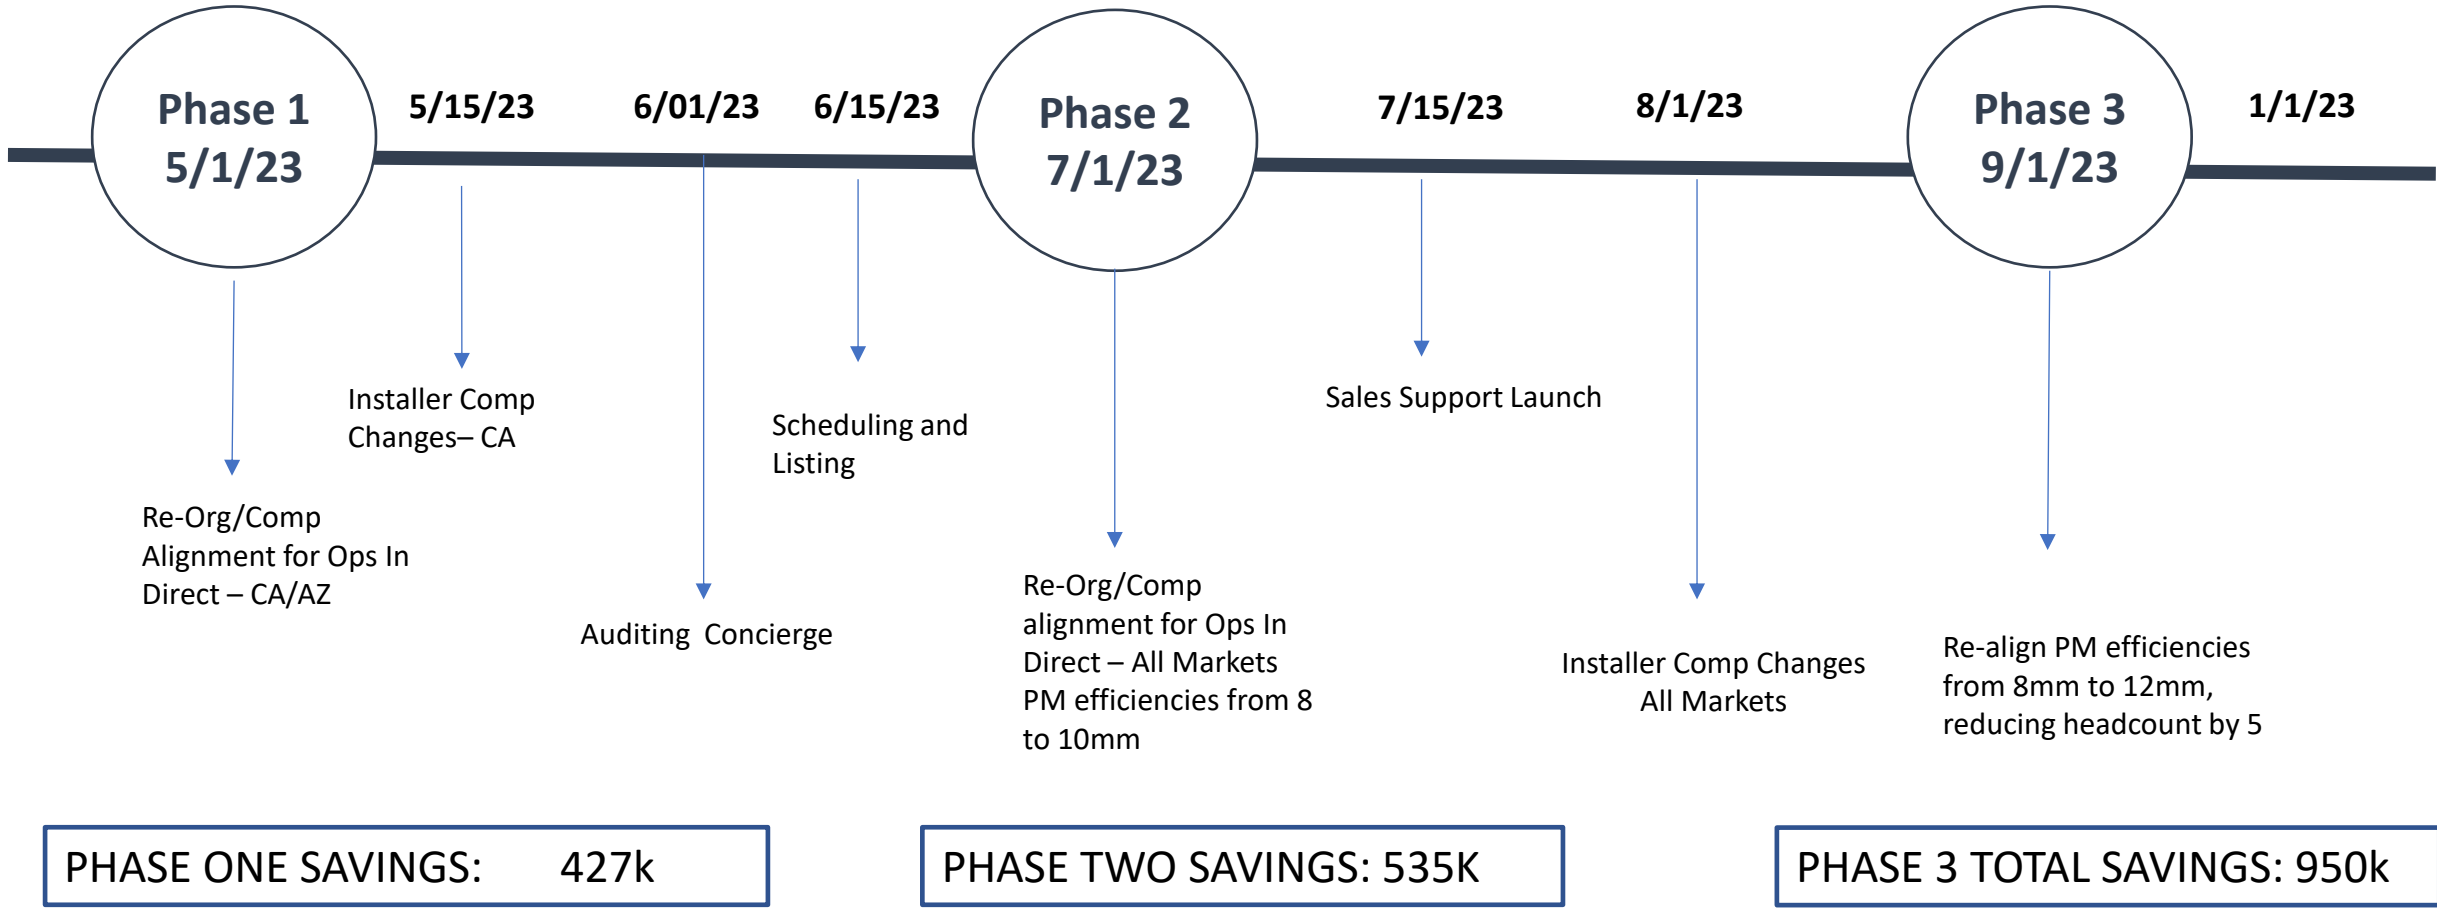 Phase 1
5/1/23
5/15/23
6/01/23
6/15/23
Phase 2
7/1/23
7/15/23
8/1/23
Phase 3
9/1/23
1/1/23
Re-Org/Comp
Alignment for Ops In
Direct – CA/AZ
Installer Comp
Changes– CA
Auditing  Concierge
Scheduling and
Listing
Re-Org/Comp
alignment for Ops In
Direct – All Markets
PM efficiencies from 8
to 10mm
Sales Support Launch
Installer Comp Changes
All Markets
Re-align PM efficiencies
from 8mm to 12mm,
reducing headcount by 5
PHASE ONE SAVINGS: 427k
PHASE TWO SAVINGS: 535K
PHASE 3 TOTAL SAVINGS: 950k